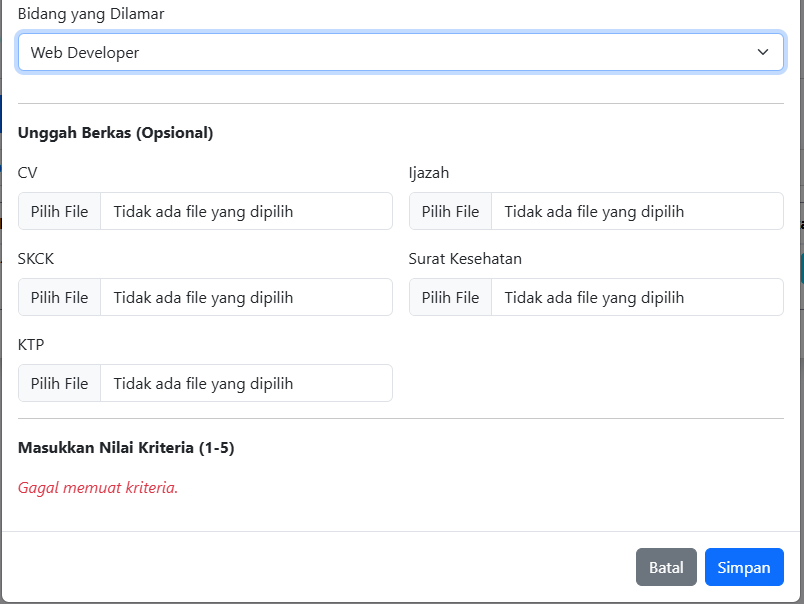 Bidang yang Dilamar
Web Developer
Unggah Berkas (Opsional)
CV
Ijazah
Pilih File Tidak ada file yang dipilih
Pilih File Tidak ada file yang dipilih
SKCK
Surat Kesehatan
Pilih File Tidak ada file yang dipilih
Pilih File Tidak ada file yang dipilih
KTP
Pilih File Tidak ada file yang dipilih
Masukkan Nilai Kriteria (1-5)
Gagal memuat kriteria.
Batal
Simpan